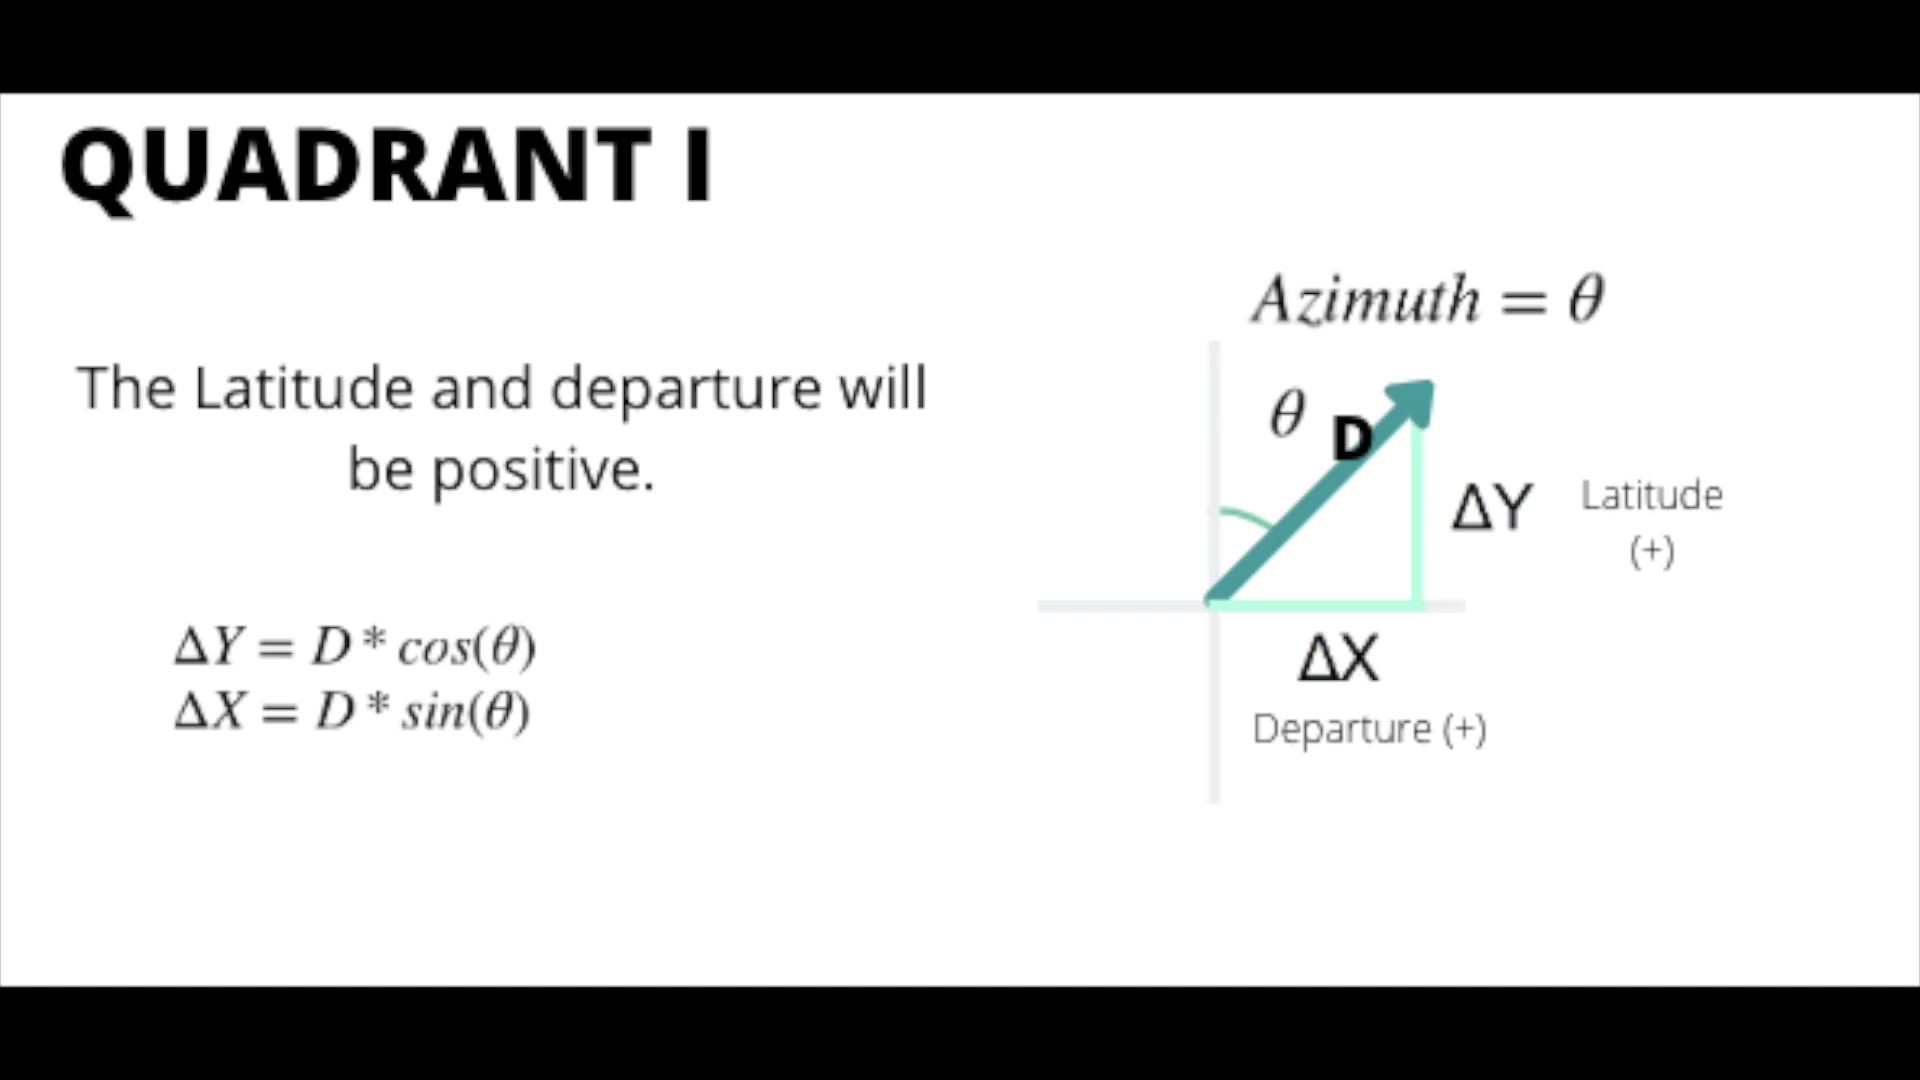 QUADRANT I
The Latitude and departure will
be positive.
ΔY = D * cos(θ)
ΔX = D * sin(θ)
Azimuth = θ
θ
D
ΔY
Latitude
(+)
ΔX
Departure (+)